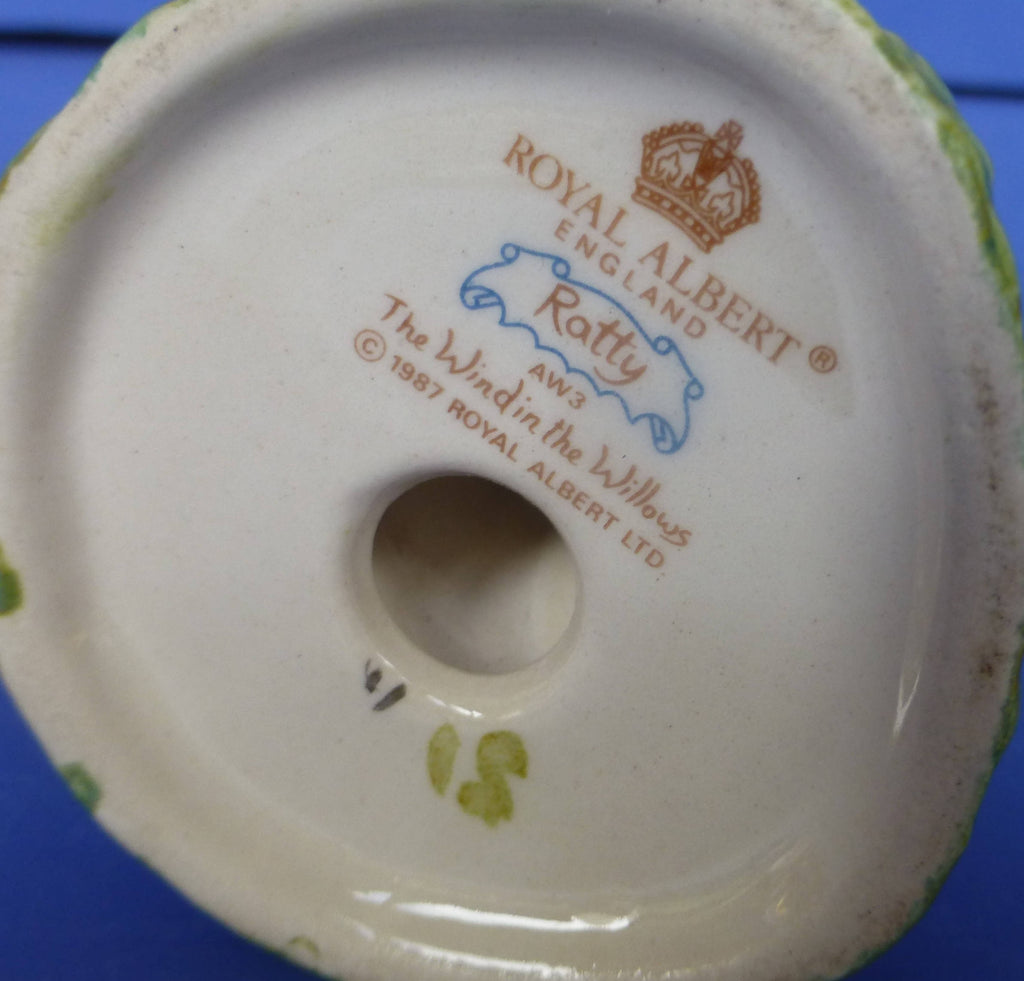 ROYAL ALBERT ®
ENGLAND
Ratty
AW3
The Wind in the Willows
© 1987 ROYAL ALBERT LTD